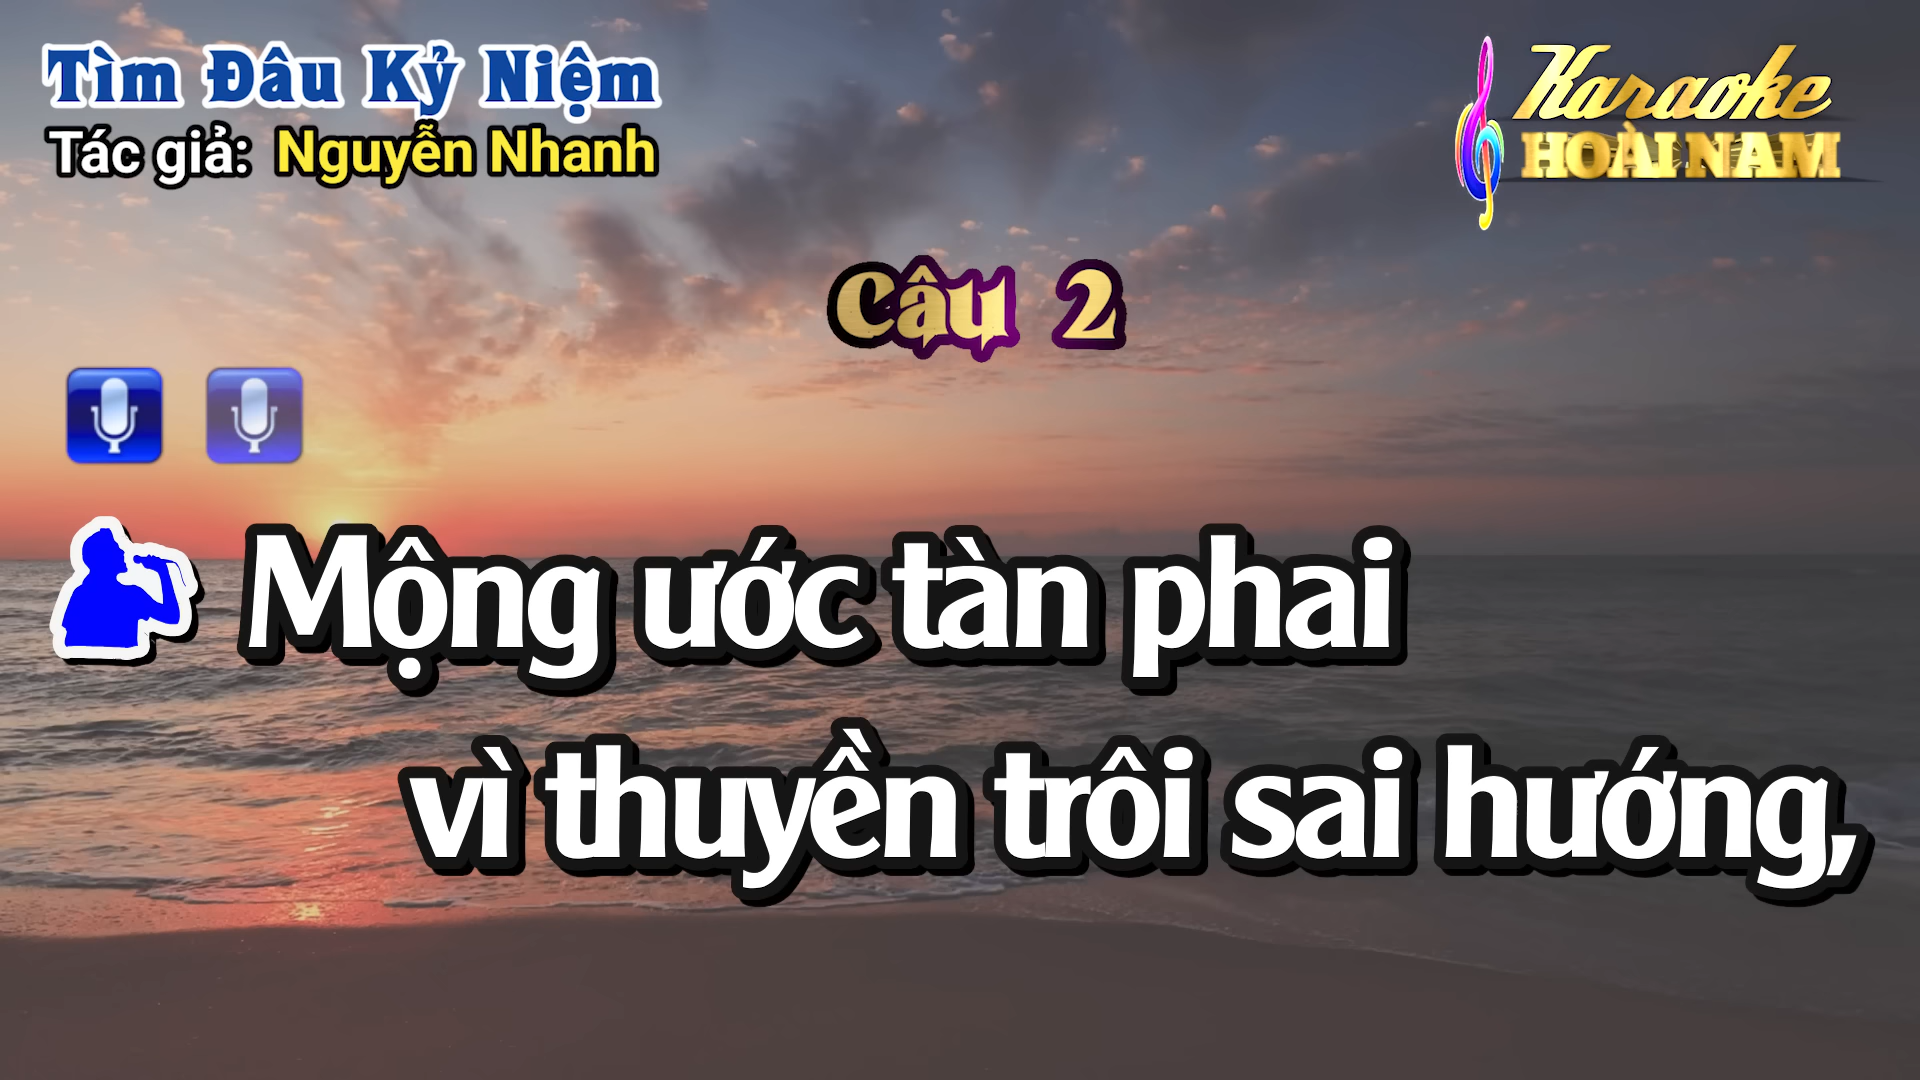 Tìm Đâu Kỷ Niệm
Tác giả: Nguyễn Nhanh
Karaoke
HOÀI NAM
Câu 2
Mộng ước tàn phai
vì thuyền trôi sai hướng,